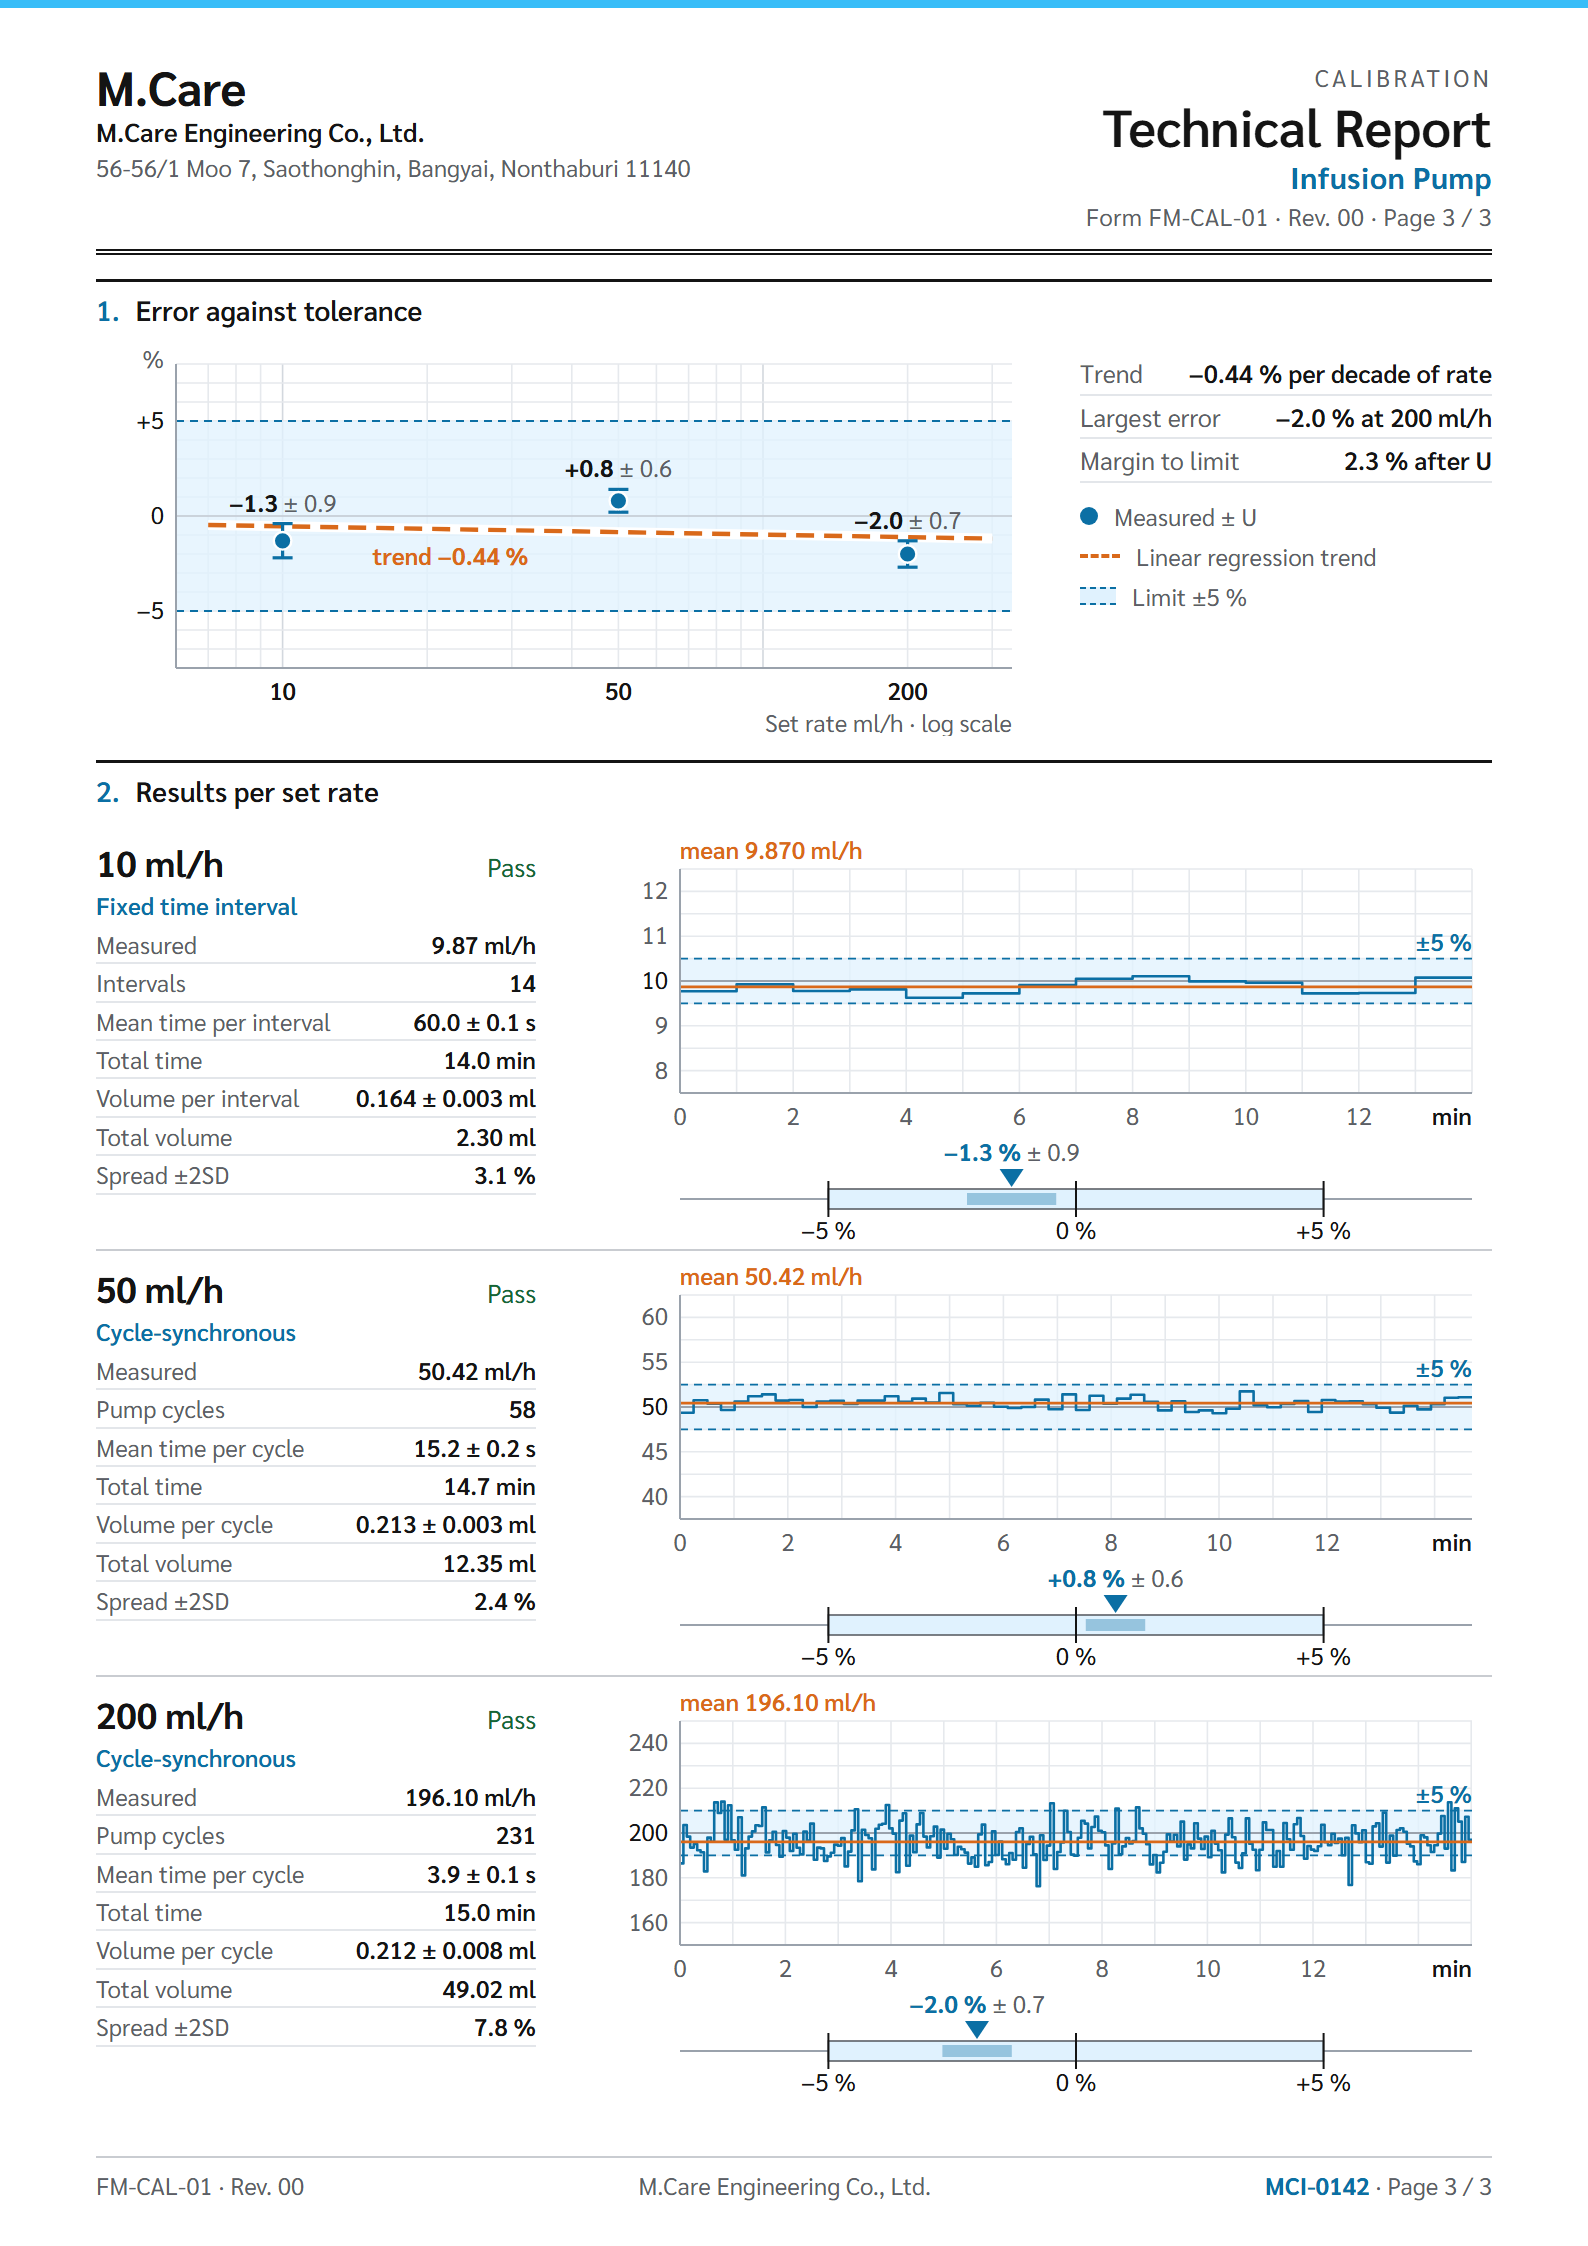 M.Care
M.Care Engineering Co., Ltd.
56-56/1 Moo 7, Saothonghin, Bangyai, Nonthaburi 11140
CALIBRATION
Technical Report
Infusion Pump
Form FM-CAL-01 · Rev. 00 · Page 3 / 3
1. Error against tolerance
%
+5
0
−5
−1.3 ± 0.9
+0.8 ± 0.6
−2.0 ± 0.7
trend −0.44 %
10 50 200
Set rate ml/h · log scale
Trend −0.44 % per decade of rate
Largest error −2.0 % at 200 ml/h
Margin to limit 2.3 % after U
Measured ± U
Linear regression trend
Limit ±5 %
2. Results per set rate
10 ml/h Pass
Fixed time interval
Measured 9.87 ml/h
Intervals 14
Mean time per interval 60.0 ± 0.1 s
Total time 14.0 min
Volume per interval 0.164 ± 0.003 ml
Total volume 2.30 ml
Spread ±2SD 3.1 %
mean 9.870 ml/h
12
11
10
9
8
±5 %
0 2 4 6 8 10 12 min
−1.3 % ± 0.9
−5 % 0 % +5 %
50 ml/h Pass
Cycle-synchronous
Measured 50.42 ml/h
Pump cycles 58
Mean time per cycle 15.2 ± 0.2 s
Total time 14.7 min
Volume per cycle 0.213 ± 0.003 ml
Total volume 12.35 ml
Spread ±2SD 2.4 %
mean 50.42 ml/h
60
55
50
45
40
±5 %
0 2 4 6 8 10 12 min
+0.8 % ± 0.6
−5 % 0 % +5 %
200 ml/h Pass
Cycle-synchronous
Measured 196.10 ml/h
Pump cycles 231
Mean time per cycle 3.9 ± 0.1 s
Total time 15.0 min
Volume per cycle 0.212 ± 0.008 ml
Total volume 49.02 ml
Spread ±2SD 7.8 %
mean 196.10 ml/h
240
220
200
180
160
±5 %
0 2 4 6 8 10 12 min
−2.0 % ± 0.7
−5 % 0 % +5 %
FM-CAL-01 · Rev. 00
M.Care Engineering Co., Ltd.
MCI-0142 · Page 3 / 3